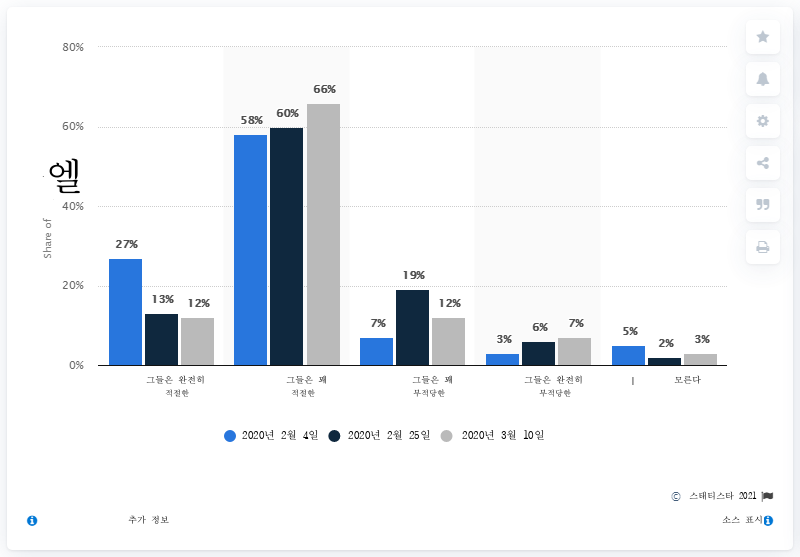 80%
60%
40%
20%
0%
엘
Share of
27%
13%
12%
58%
60%
66%
7%
19%
12%
3%
6%
7%
5%
2%
3%
그들은 완전히
적정한
그들은 꽤
적정한
그들은 꽤
부적당한
그들은 완전히
부적당한
I 모른다
2020년 2월 4일 2020년 2월 25일 2020년 3월 10일
© 스태티스타 2021
추가 정보
소스 표시